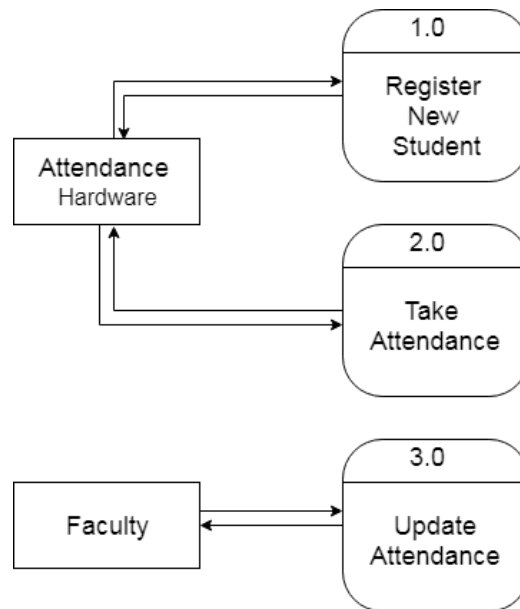 1.0
Register
New
Student
Attendance
Hardware
2.0
Take
Attendance
3.0
Update
Attendance
Faculty